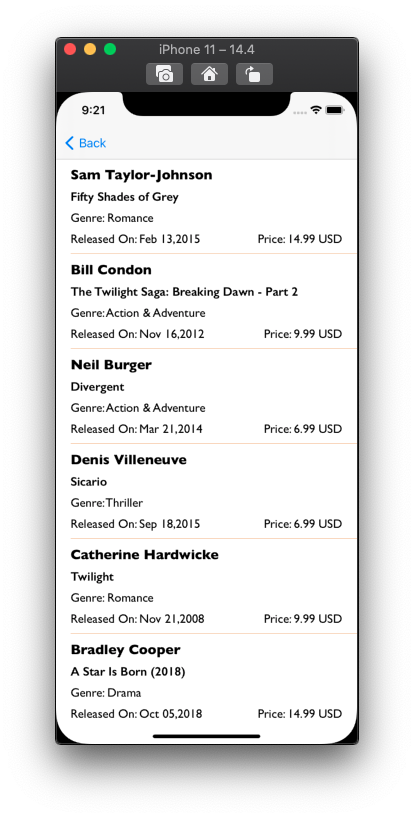 iPhone 11 – 14.4
9:21
Back
Sam Taylor-Johnson
Fifty Shades of Grey
Genre: Romance
Released On: Feb 13,2015 Price: 14.99 USD
Bill Condon
The Twilight Saga: Breaking Dawn - Part 2
Genre: Action & Adventure
Released On: Nov 16,2012 Price: 9.99 USD
Neil Burger
Divergent
Genre: Action & Adventure
Released On: Mar 21,2014 Price: 6.99 USD
Denis Villeneuve
Sicario
Genre: Thriller
Released On: Sep 18,2015 Price: 6.99 USD
Catherine Hardwicke
Twilight
Genre: Romance
Released On: Nov 21,2008 Price: 9.99 USD
Bradley Cooper
A Star Is Born (2018)
Genre: Drama
Released On: Oct 05,2018 Price: 14.99 USD